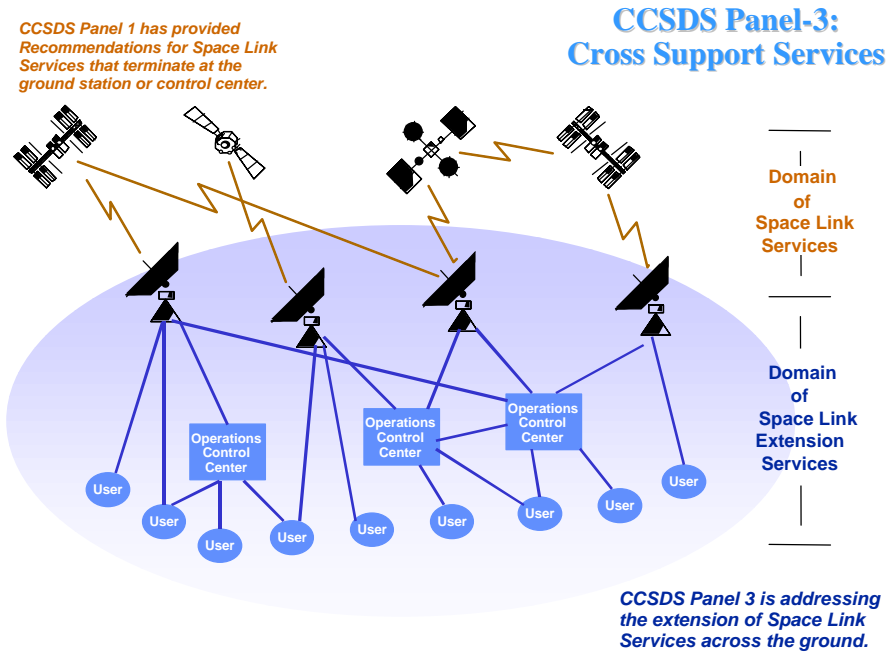 CCSDS Panel 1 has provided
Recommendations for Space Link
Services that terminate at the
ground station or control center.
CCSDS Panel-3:
Cross Support Services
Domain
of
Space Link
Services
Domain
of
Space Link
Extension
Services
Operations
Control
Center
Operations
Control
Center
Operations
Control
Center
User
User
User
User
User
User
User
User
User
CCSDS Panel 3 is addressing
the extension of Space Link
Services across the ground.